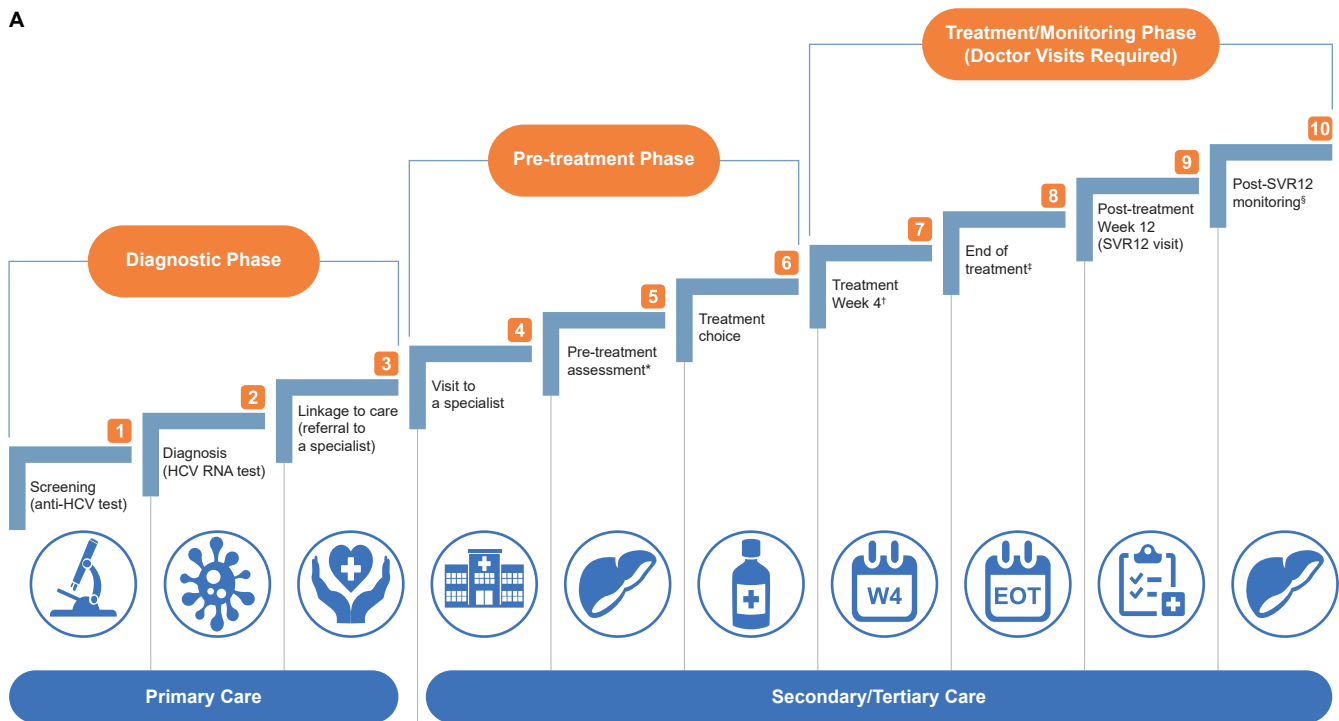 A
Treatment/Monitoring Phase
(Doctor Visits Required)
Pre-treatment Phase
Diagnostic Phase
1
Screening
(anti-HCV test)
2
Diagnosis
(HCV RNA test)
3
Linkage to care
(referral to
a specialist)
4
Visit to
a specialist
5
Pre-treatment
assessment*
6
Treatment
choice
7
Treatment
Week 4†
8
End of
treatment‡
9
Post-treatment
Week 12
(SVR12 visit)
10
Post-SVR12
monitoring§
W4
EOT
Primary Care
Secondary/Tertiary Care